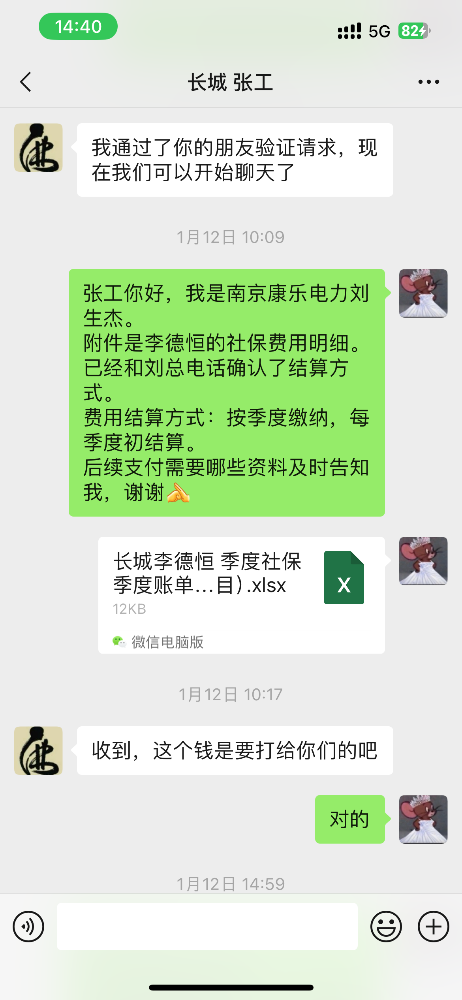 14:40
5G
82
长城 张工
我通过了你的朋友验证请求，现
在我们可以开始聊天了
1月12日 10:09
张工你好，我是南京康乐电力刘
生杰。
附件是李德恒的社保费用明细。
已经和刘总电话确认了结算方
式。
费用结算方式：按季度缴纳，每
季度初结算。
后续支付需要哪些资料及时告知
我，谢谢🫱
长城李德恒 季度社保
季度账单...目).xlsx
X
12KB
微信电脑版
1月12日 10:17
收到，这个钱是要打给你们的吧
对的
1月12日 14:59